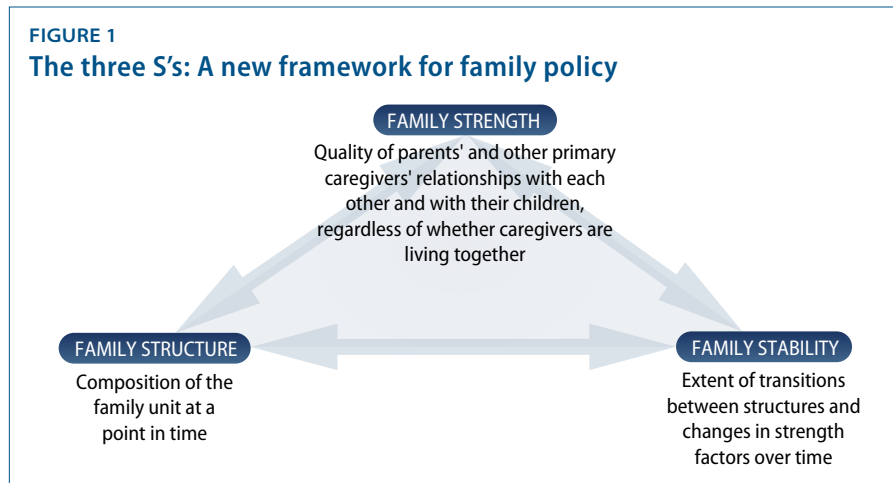 FIGURE 1
The three S's: A new framework for family policy
FAMILY STRENGTH
Quality of parents' and other primary
caregivers' relationships with each
other and with their children,
regardless of whether caregivers are
living together
FAMILY STRUCTURE
Composition of the
family unit at a
point in time
FAMILY STABILITY
Extent of transitions
between structures and
changes in strength
factors over time